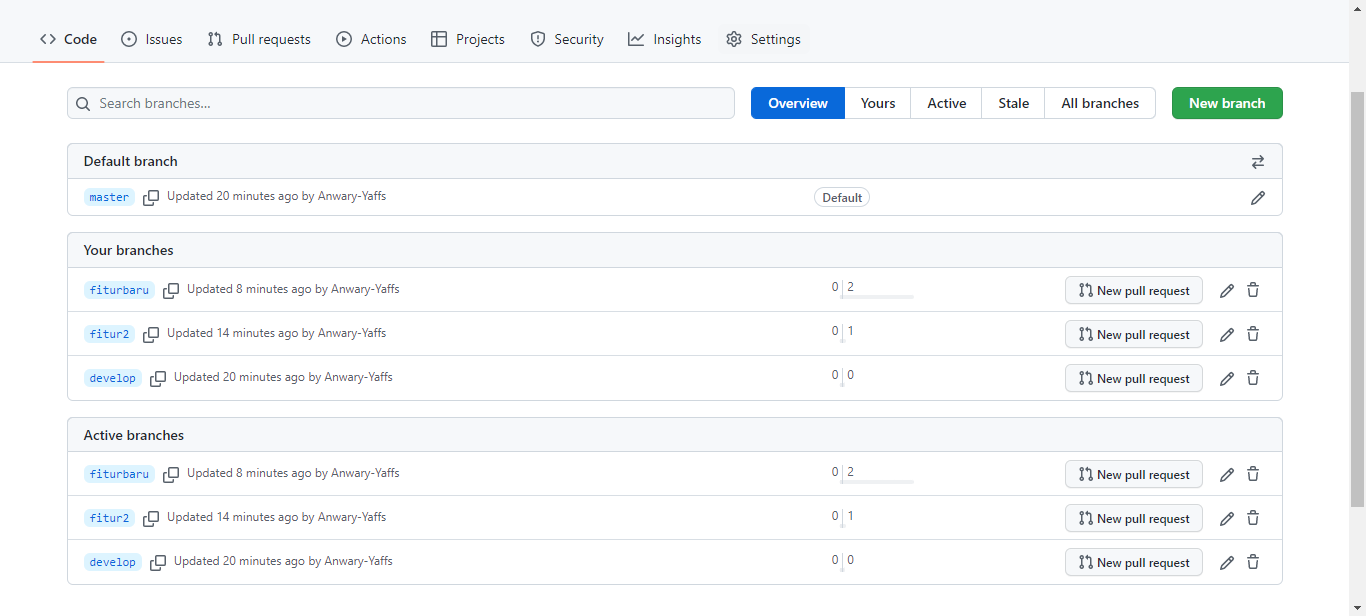 Code Issues Pull requests Actions Projects Security Insights Settings
Search branches... Overview Yours Active Stale All branches New branch
Default branch
master Updated 20 minutes ago by Anwary-Yaffs Default
Your branches
fiturbaru Updated 8 minutes ago by Anwary-Yaffs 0 2 New pull request
fitur2 Updated 14 minutes ago by Anwary-Yaffs 0 1 New pull request
develop Updated 20 minutes ago by Anwary-Yaffs 0 0 New pull request
Active branches
fiturbaru Updated 8 minutes ago by Anwary-Yaffs 0 2 New pull request
fitur2 Updated 14 minutes ago by Anwary-Yaffs 0 1 New pull request
develop Updated 20 minutes ago by Anwary-Yaffs 0 0 New pull request